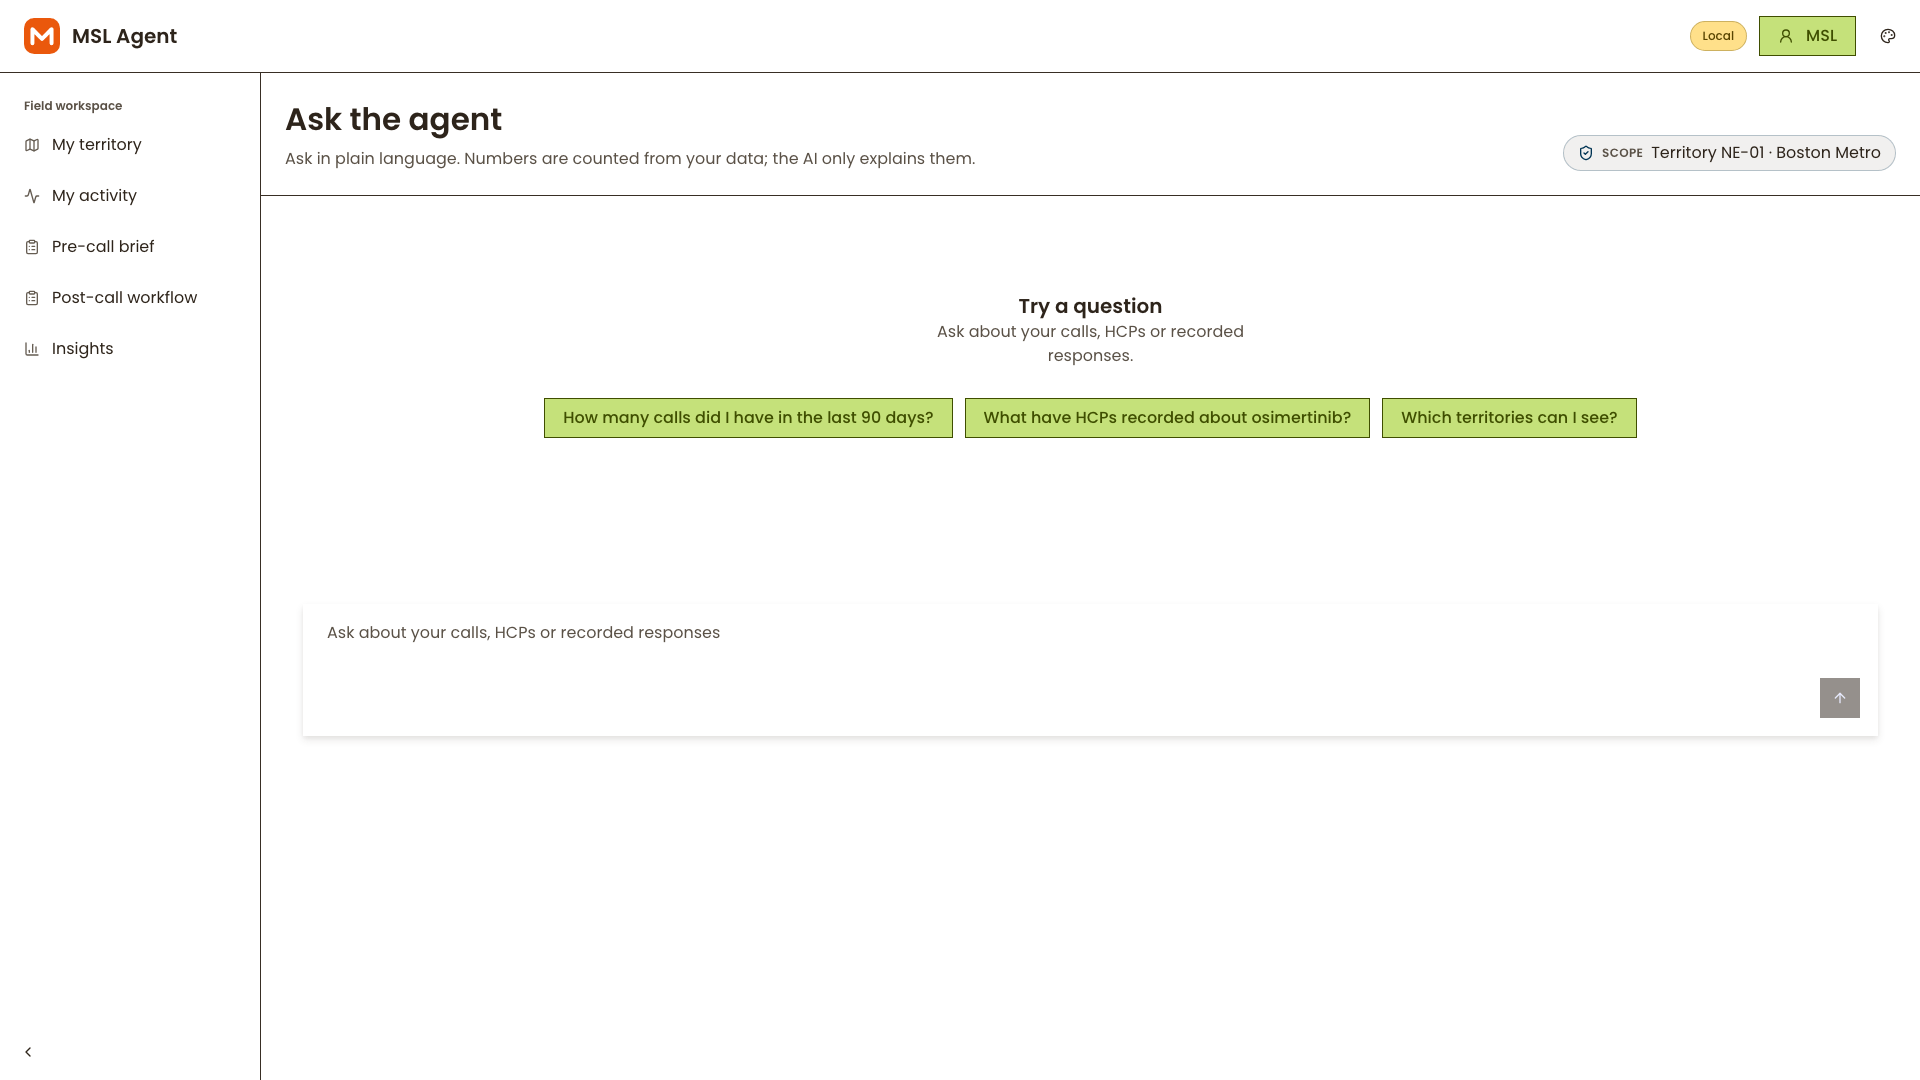 MSL Agent
Local
MSL
Field workspace
My territory
My activity
Pre-call brief
Post-call workflow
Insights
Ask the agent
Ask in plain language. Numbers are counted from your data; the AI only explains them.
SCOPE Territory NE-01 · Boston Metro
Try a question
Ask about your calls, HCPs or recorded
responses.
How many calls did I have in the last 90 days?
What have HCPs recorded about osimertinib?
Which territories can I see?
Ask about your calls, HCPs or recorded responses